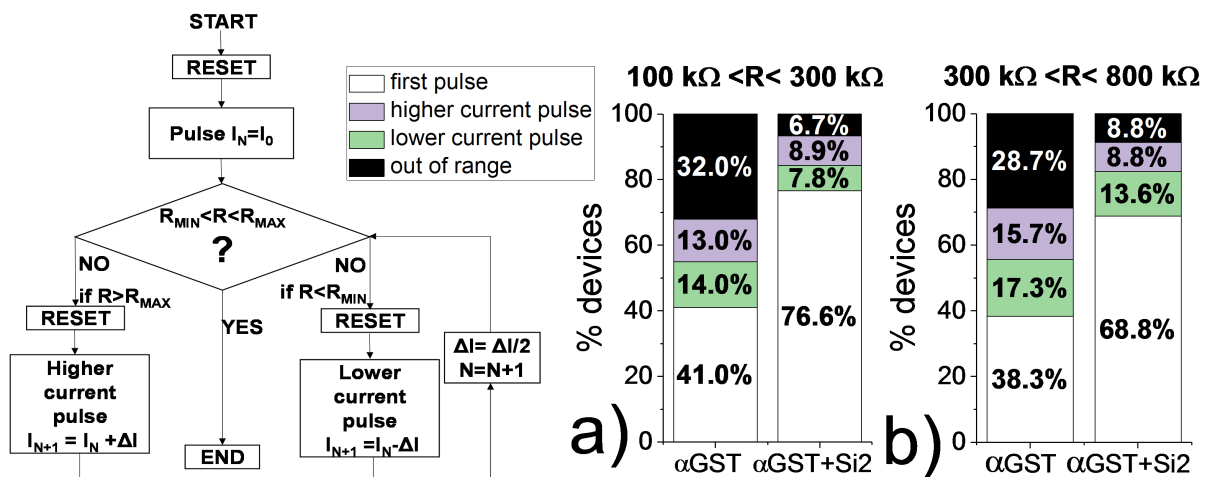 START
RESET
Pulse I_N=I_0
R_MIN<R<R_MAX
?
NO
if R>R_MAX
RESET
Higher
current
pulse
I_N+1 = I_N +ΔI
YES
END
NO
if R<R_MIN
RESET
Lower
current
pulse
I_N+1 =I_N-ΔI
ΔI= ΔI/2
N=N+1
first pulse
higher current pulse
lower current pulse
out of range
100 kΩ <R< 300 kΩ
% devices
100
80
60
40
20
0
32.0%
13.0%
14.0%
41.0%
6.7%
8.9%
7.8%
76.6%
αGST αGST+Si2
a)
300 kΩ <R< 800 kΩ
% devices
100
80
60
40
20
0
28.7%
15.7%
17.3%
38.3%
8.8%
8.8%
13.6%
68.8%
αGST αGST+Si2
b)